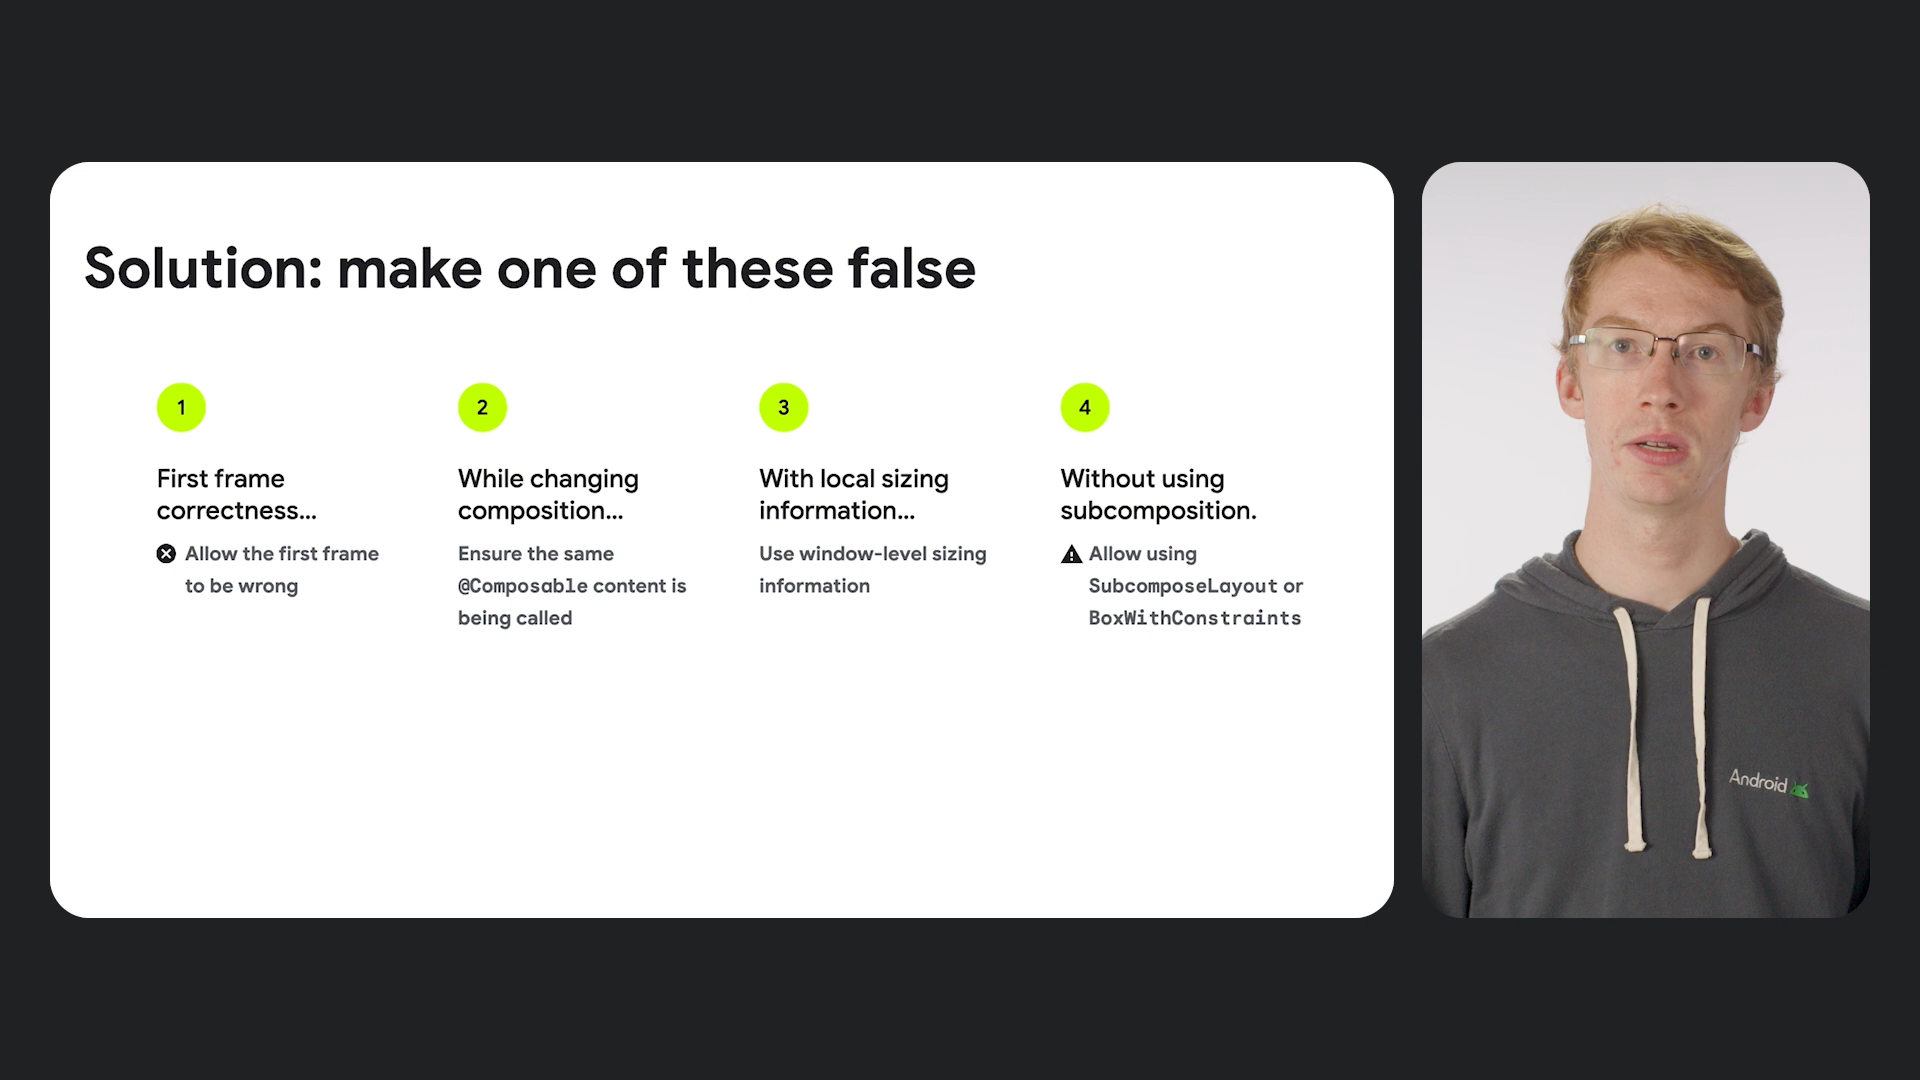 Solution: make one of these false
1
First frame
correctness...
Allow the first frame
to be wrong
2
While changing
composition...
Ensure the same
@Composable content is
being called
3
With local sizing
information...
Use window-level sizing
information
4
Without using
subcomposition.
Allow using
SubcomposeLayout or
BoxWithConstraints
Android